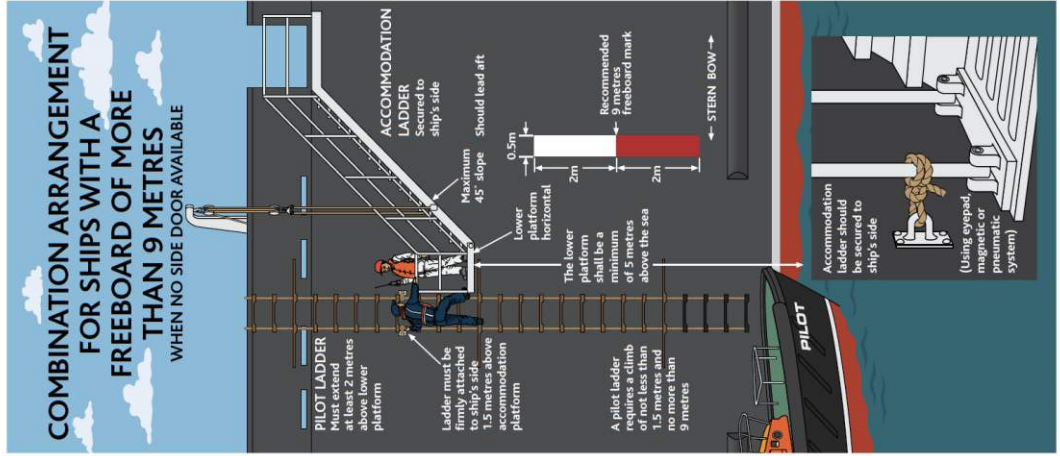 COMBINATION ARRANGEMENT
FOR SHIPS WITH A
FREEBOARD OF MORE
THAN 9 METRES
WHEN NO SIDE DOOR AVAILABLE
PILOT LADDER
Must extend
at least 2 metres
above lower
platform
Ladder must be
firmly attached
to ship's side
1.5 metres above
accommodation
platform
A pilot ladder
requires a climb
of not less than
1.5 metres and
no more than
9 metres
Lower
platform
horizontal
The lower
platform
shall be a
minimum
of 5 metres
above the sea
Maximum
45° slope
ACCOMMODATION
LADDER
Secured to
ship's side
Should lead aft
0.5m
2m
2m
Recommended
9 metres
freeboard mark
STERN BOW
PILOT
Accommodation
ladder should
be secured to
ship's side
(Using eyepad,
magnetic or
pneumatic
system)